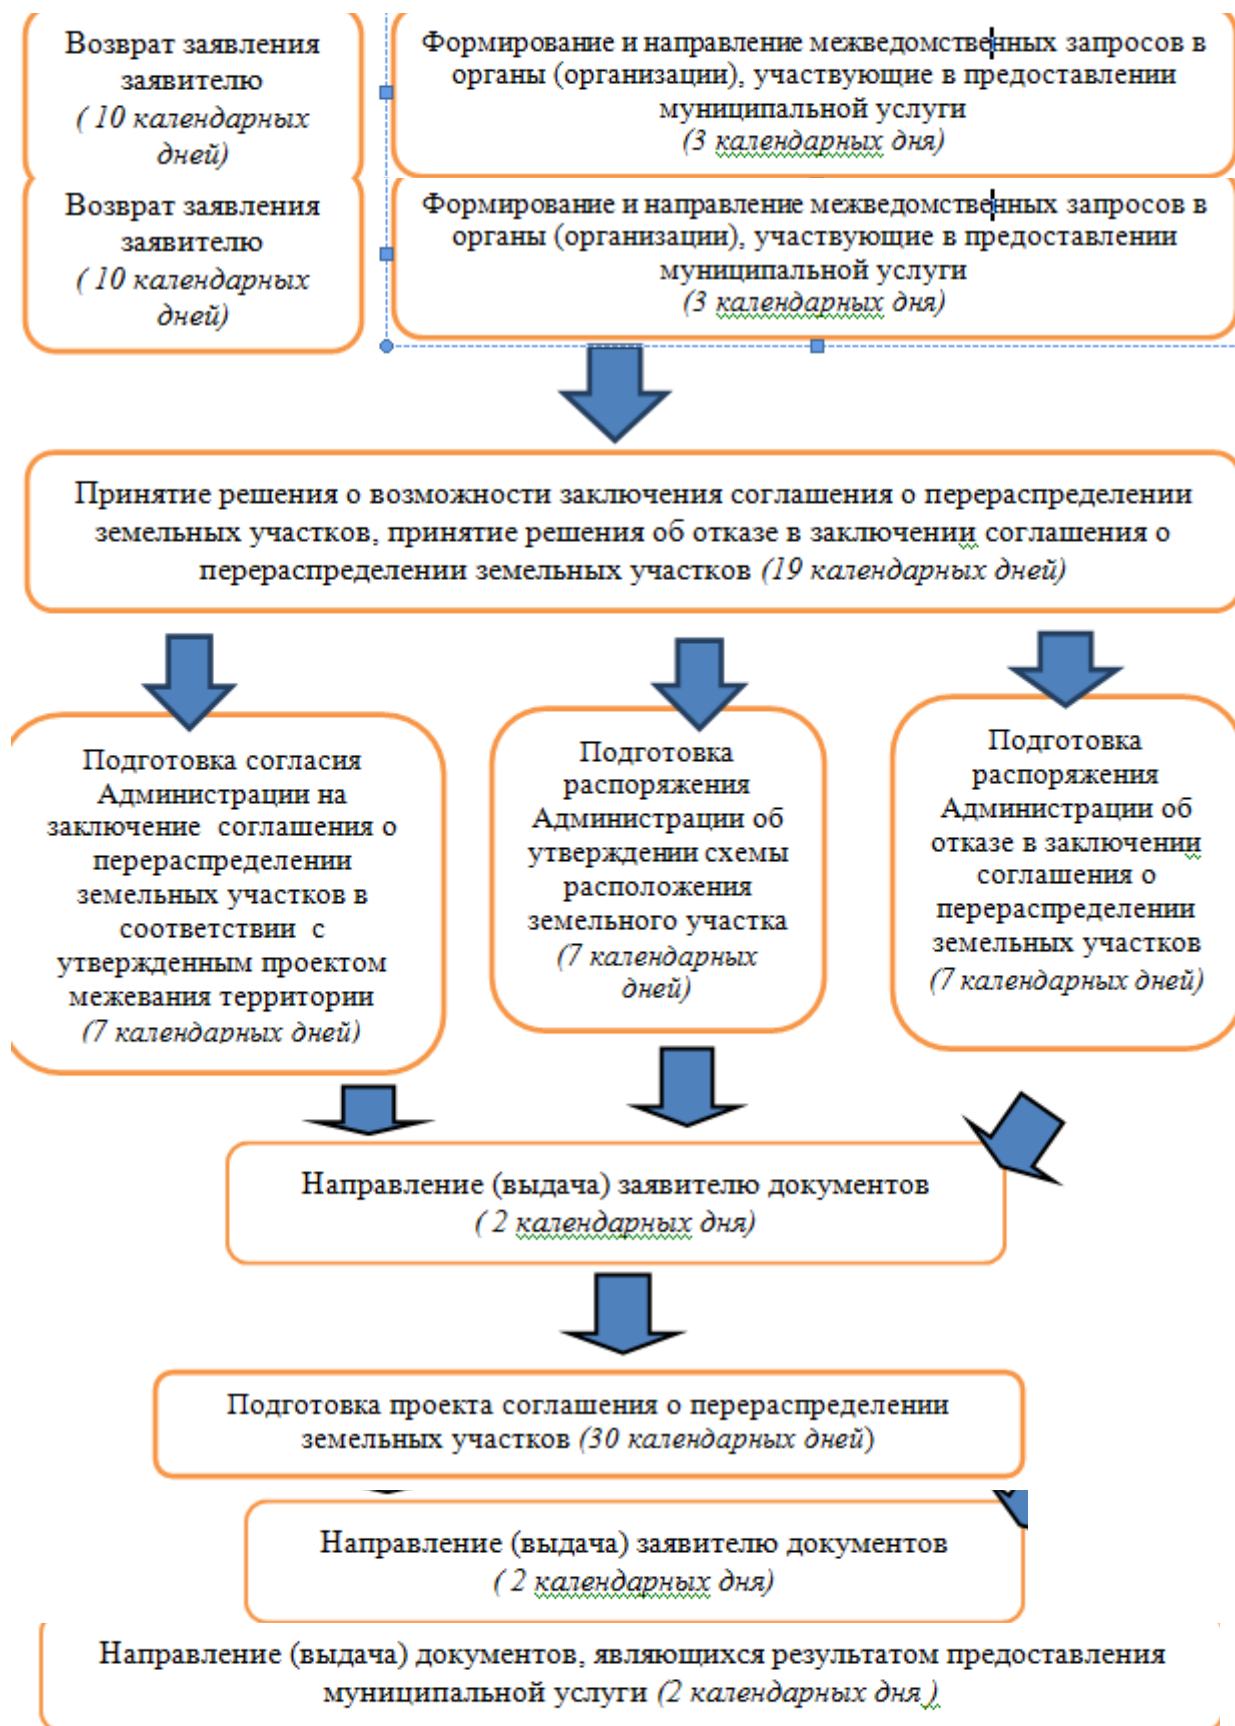 Возврат заявления
заявителю
( 10 календарных
дней)
Формирование и направление межведомственных запросов в
органы (организации), участвующие в предоставлении
муниципальной услуги
(3 календарных дня)
Возврат заявления
заявителю
( 10 календарных
дней)
Формирование и направление межведомственных запросов в
органы (организации), участвующие в предоставлении
муниципальной услуги
(3 календарных дня)
Принятие решения о возможности заключения соглашения о перераспределении
земельных участков, принятие решения об отказе в заключении соглашения о
перераспределении земельных участков (19 календарных дней)
Подготовка согласия
Администрации на
заключение  соглашения о
перераспределении
земельных участков в
соответствии  с
утвержденным проектом
межевания территории
(7 календарных дней)
Подготовка
распоряжения
Администрации об
утверждении схемы
расположения
земельного участка
(7 календарных
дней)
Подготовка
распоряжения
Администрации об
отказе в заключении
соглашения о
перераспределении
земельных участков
(7 календарных дней)
Направление (выдача) заявителю документов
( 2 календарных дня)
Подготовка проекта соглашения о перераспределении
земельных участков (30 календарных дней)
Направление (выдача) заявителю документов
( 2 календарных дня)
Направление (выдача) документов, являющихся результатом предоставления
муниципальной услуги (2 календарных дня )